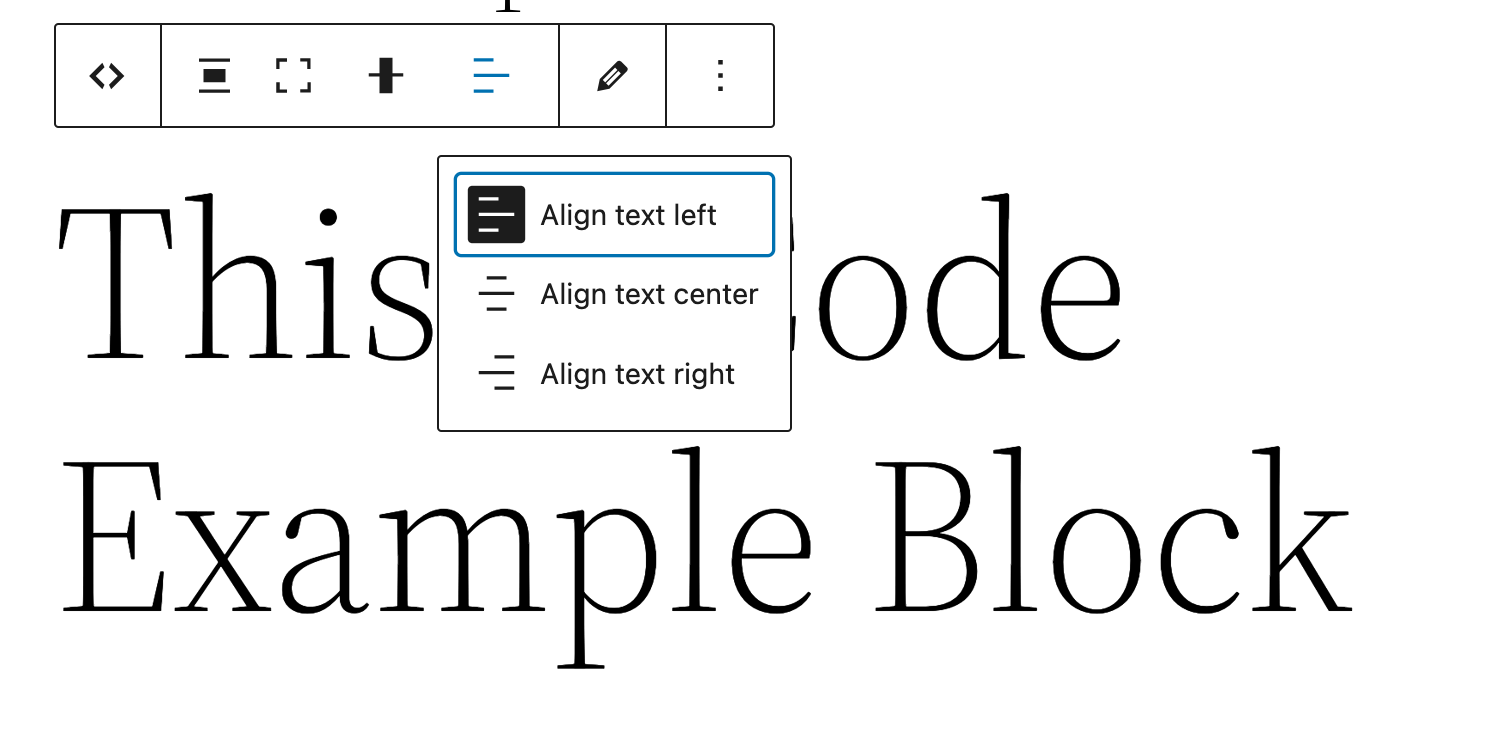 Align text left
Align text center
Align text right
This ode
Example Block